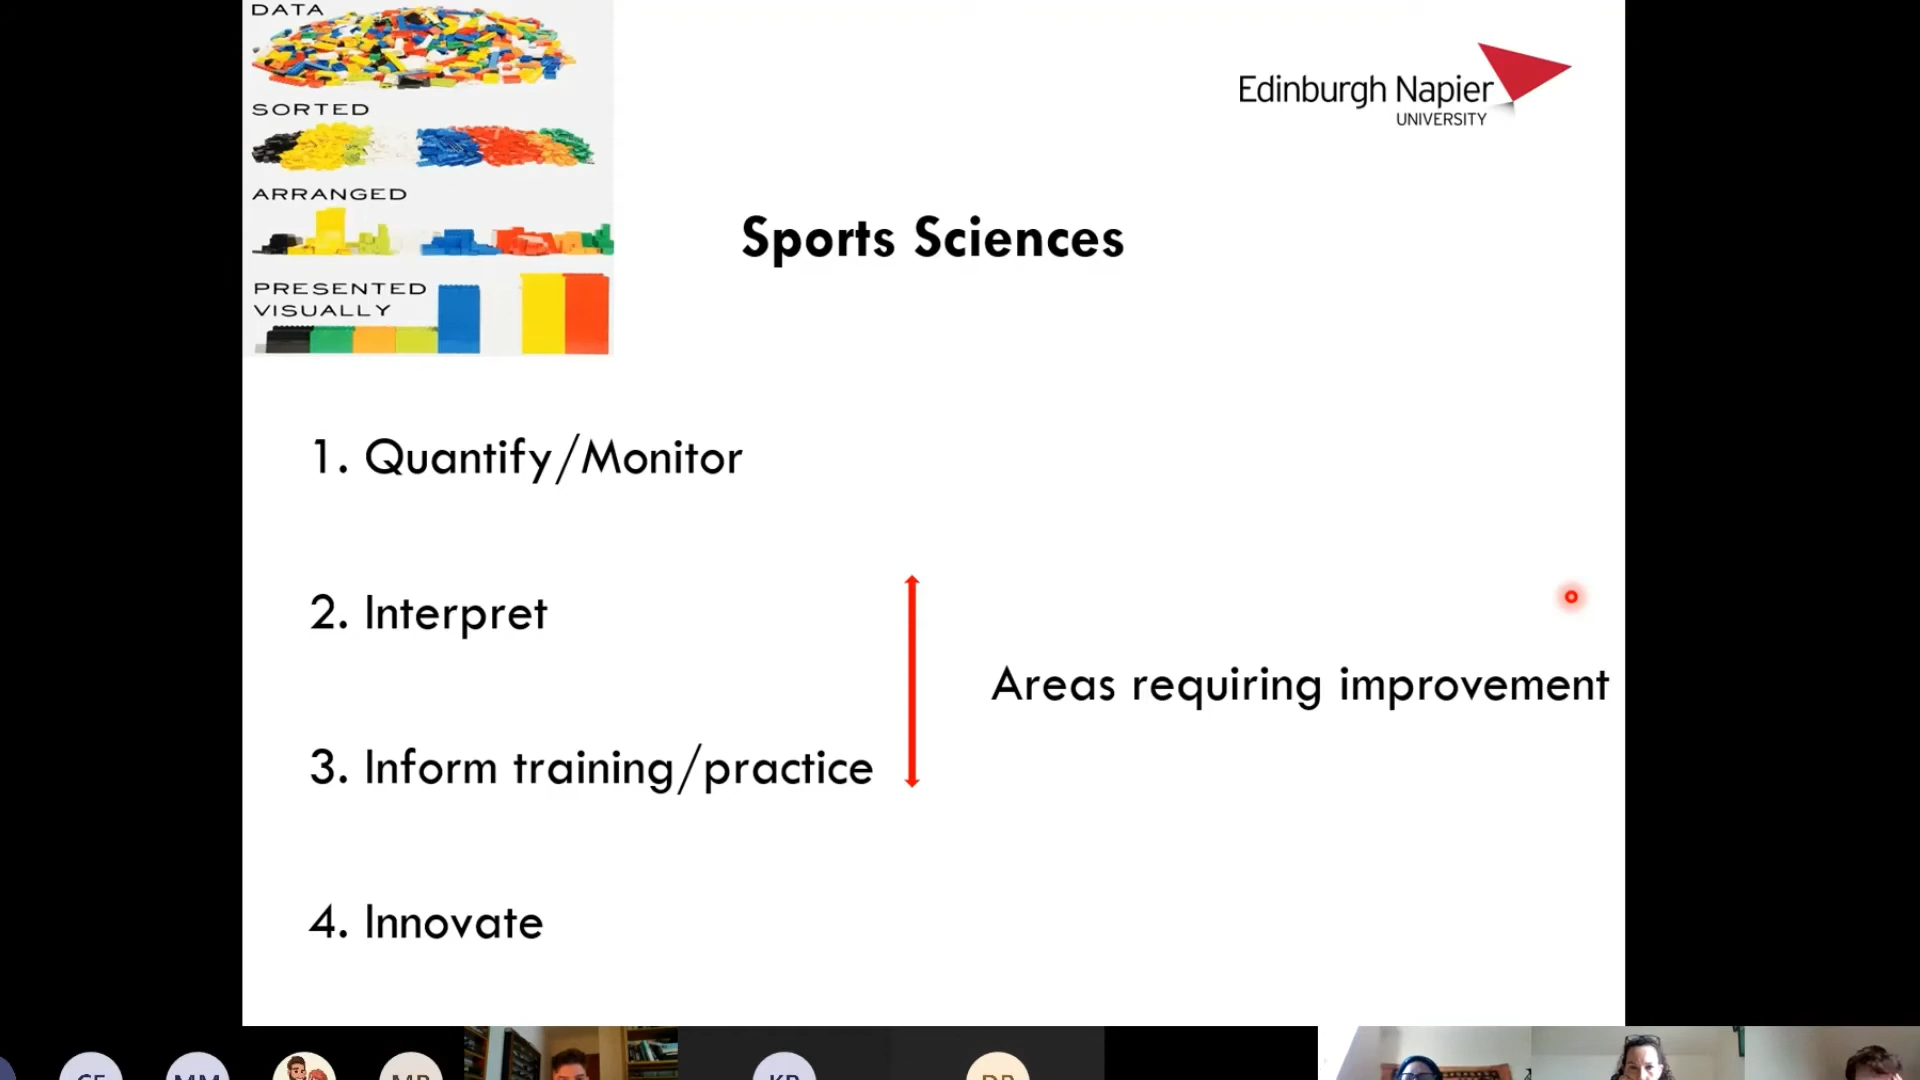 DATA
SORTED
ARRANGED
PRESENTED
VISUALLY
Edinburgh Napier
UNIVERSITY
Sports Sciences
1. Quantify/Monitor
2. Interpret
3. Inform training/practice
4. Innovate
Areas requiring improvement